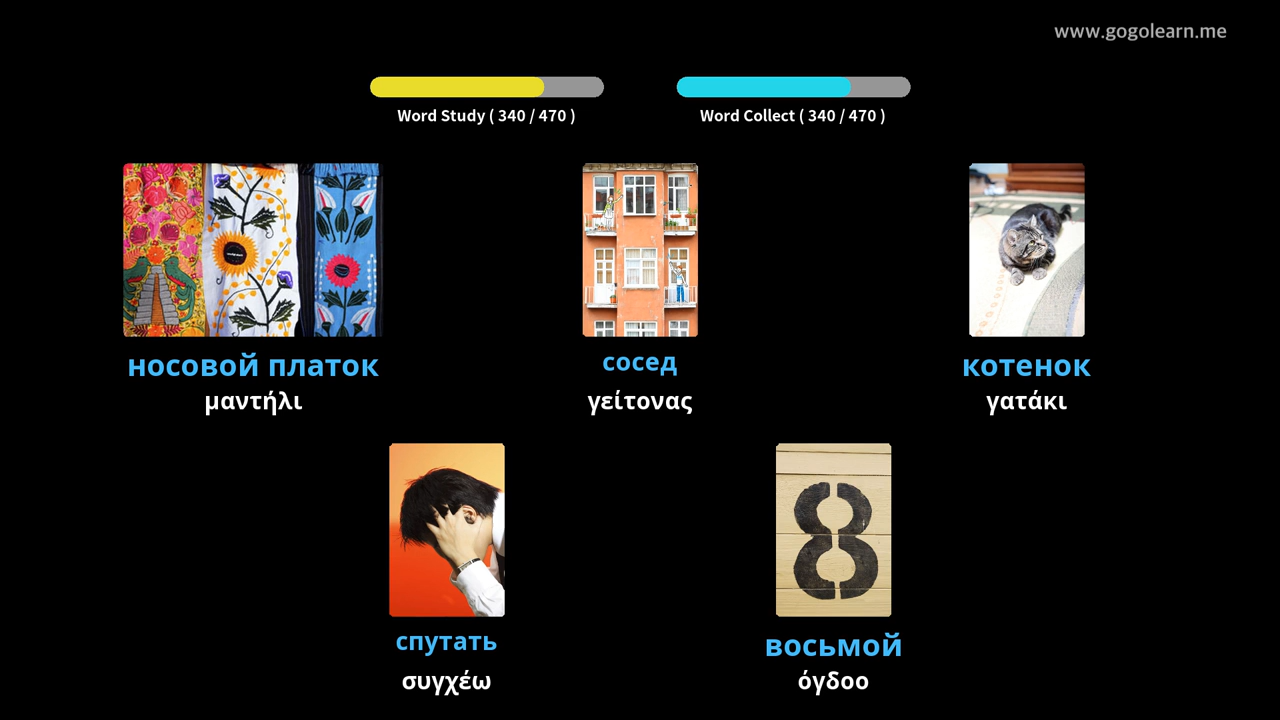 www.gogolearn.me
Word Study ( 340 / 470 )
Word Collect ( 340 / 470 )
носовой платок
μαντήλι
сосед
γείτονας
котенок
γατάκι
спутать
συγχέω
восьмой
όγδοο
8